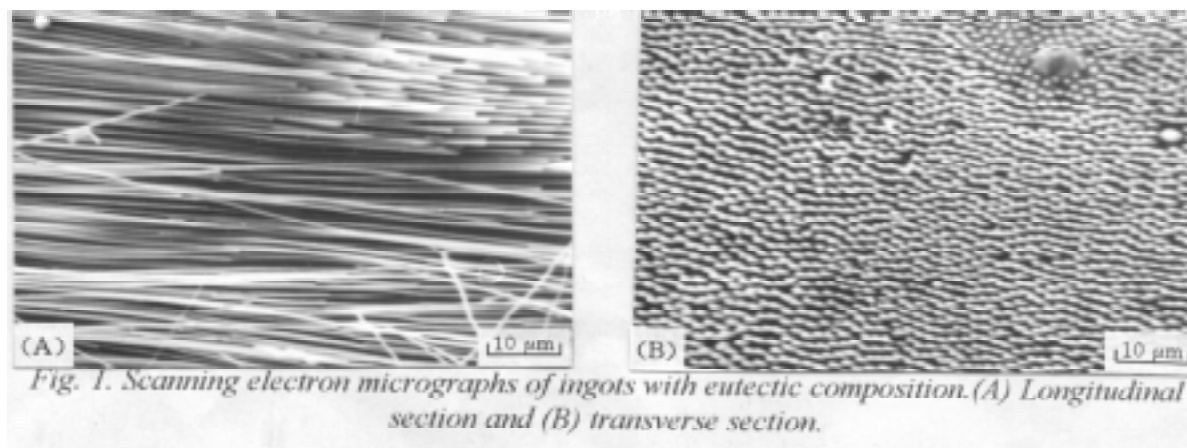 (A)
10 μm
(B)
10 μm
Fig. 1. Scanning electron micrographs of ingots with eutectic composition.(A) Longitudinal
section and (B) transverse section.